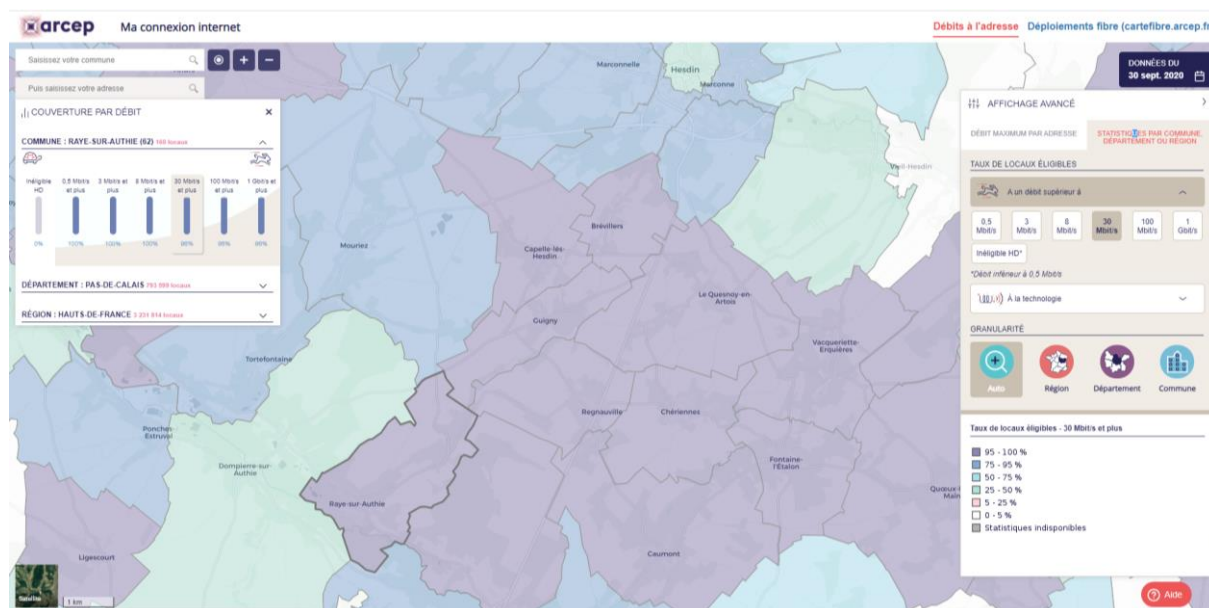 arcep
Ma connexion internet
Débits à l'adresse
Déploiements fibre (cartefibre.arcep.fr
Saisissez votre commune
Puis saisissez votre adresse
DONNÉES DU
30 sept. 2020
COUVERTURE PAR DÉBIT
COMMUNE : RAYE-SUR-AUTHIE (62)
locaux
Inéligible HD
0.5 Mbit/s et plus
3 Mbit/s et plus
8 Mbit/s et plus
30 Mbit/s et plus
100 Mbit/s et plus
1 Gbit/s et plus
0%
100%
100%
100%
DÉPARTEMENT : PAS-DE-CALAIS
locaux
RÉGION : HAUTS-DE-FRANCE
locaux
AFFICHAGE AVANCÉ
DÉBIT MAXIMUM PAR ADRESSE
STATISTIQUES PAR COMMUNE,
DÉPARTEMENT OU RÉGION
TAUX DE LOCAUX ÉLIGIBLES
A un débit supérieur à
0.5 Mbit/s
3 Mbit/s
8 Mbit/s
30 Mbit/s
100 Mbit/s
1 Gbit/s
Inéligible HD*
*Débit inférieur à 0,5 Mbit/s
À la technologie
GRANULARITÉ
Auto
Région
Département
Commune
Taux de locaux éligibles - 30 Mbit/s et plus
95 - 100 %
75 - 95 %
50 - 75 %
25 - 50 %
5 - 25 %
0 - 5 %
Statistiques indisponibles
Marconnelle
Hesdin
Marconne
Vieil-Hesdin
Brévillers
Mouriez
Capelle-lès-
Hesdin
Le Quesnoy-en-
Artois
Guigny
Vacqueriette-
Erquières
Tortefontaine
Regnauville
Chériennes
Ponches-
Estruval
Dompierre-sur-
Authie
Fontaine-
l'Étalon
Raye-sur-Authie
Ligescourt
Caumont
1 km
Aide